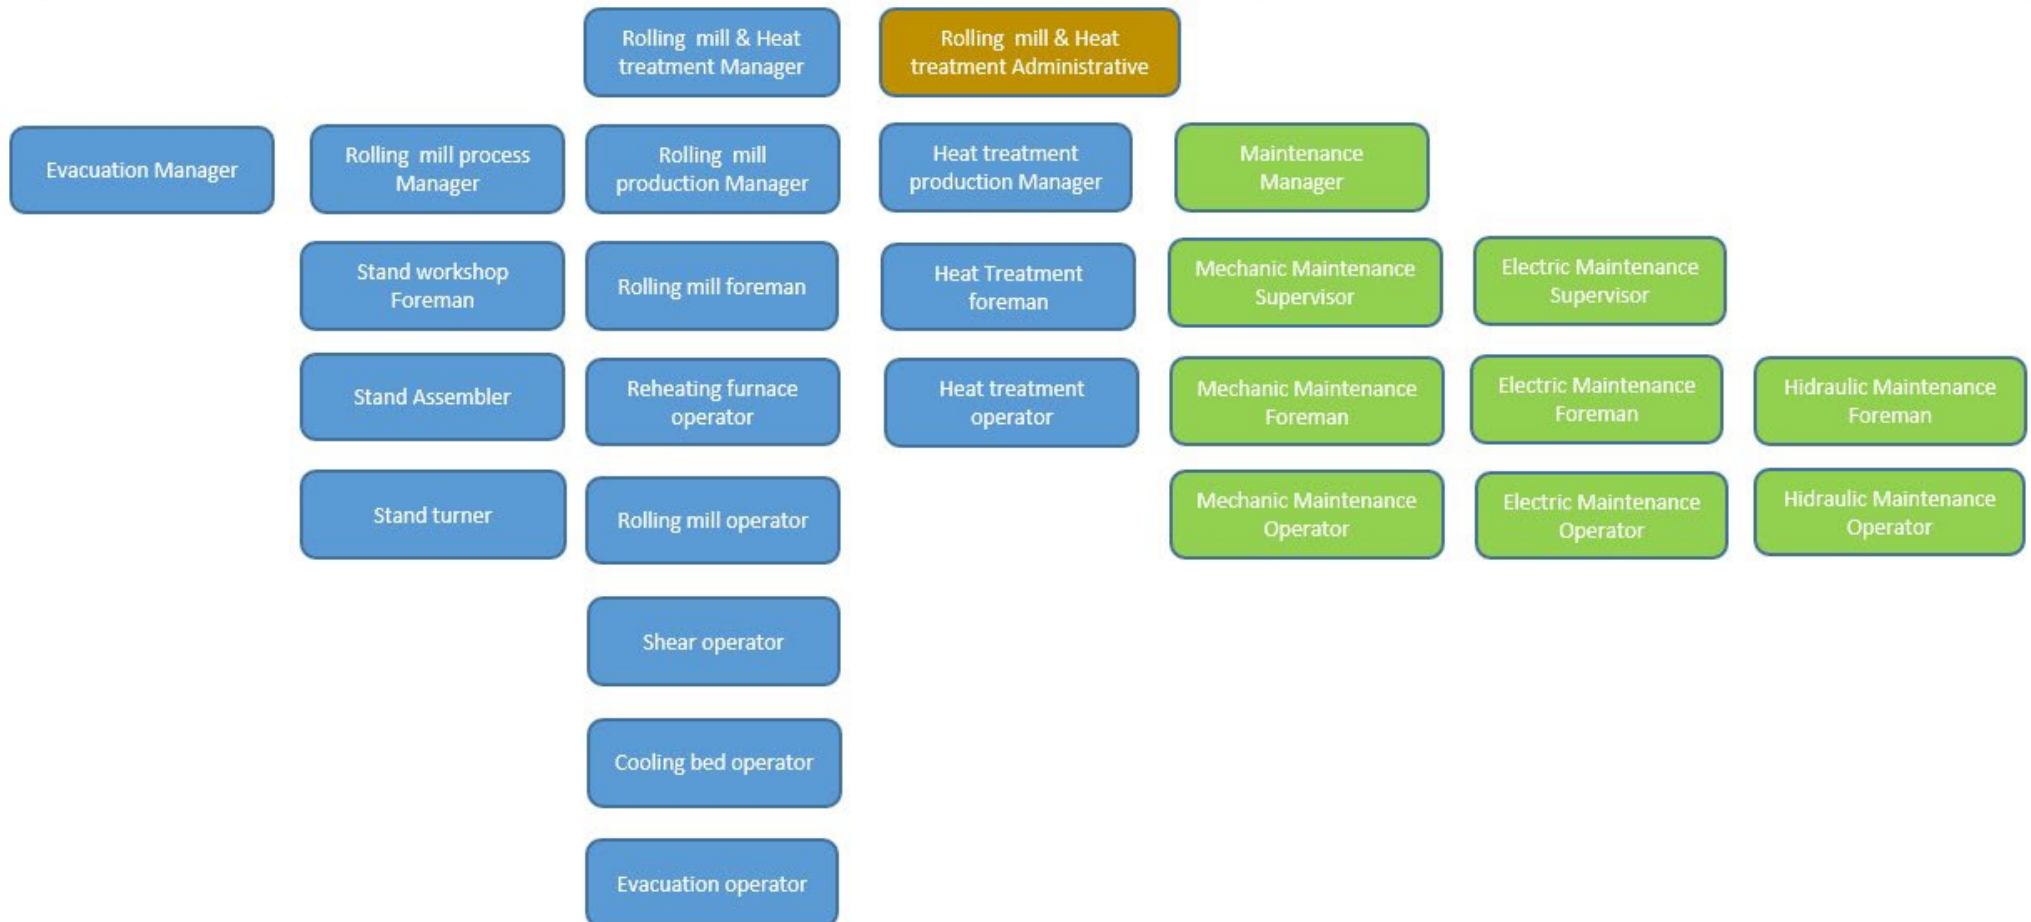 Rolling mill & Heat
treatment Manager
Rolling mill & Heat
treatment Administrative
Evacuation Manager
Rolling mill process
Manager
Rolling mill
production Manager
Heat treatment
production Manager
Maintenance
Manager
Stand workshop
Foreman
Rolling mill foreman
Heat Treatment
foreman
Mechanic Maintenance
Supervisor
Electric Maintenance
Supervisor
Stand Assembler
Reheating furnace
operator
Heat treatment
operator
Mechanic Maintenance
Foreman
Electric Maintenance
Foreman
Hidraulic Maintenance
Foreman
Stand turner
Rolling mill operator
Mechanic Maintenance
Operator
Electric Maintenance
Operator
Hidraulic Maintenance
Operator
Shear operator
Cooling bed operator
Evacuation operator